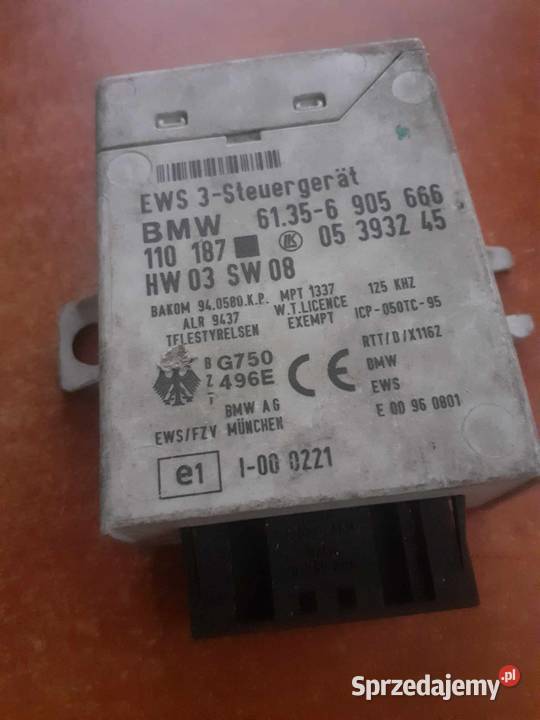 EWS 3-Steuergerät
BMW 61.35-6 905 666
110 187 05 3932 45
HW 03 SW 08
BAKOM 94.0580.K.P. MPT 1337 125 KHZ
ALR 9437 W.T.LICENCE ICP-050TC-95
TELESTYRELSEN EXEMPT
BZT G750 496E CE RTT/D/X1162
BMW
EWS
BMW AG E 00 96 0801
EWS/FZV MÜNCHEN
e1 I-00 0221
Sprzedajemy.pl